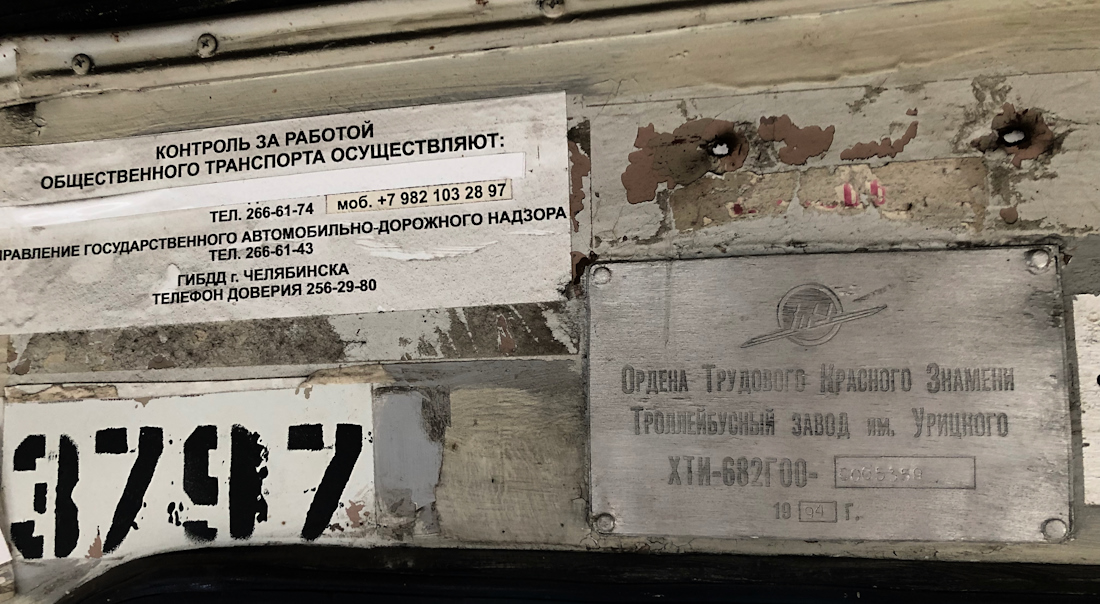 КОНТРОЛЬ ЗА РАБОТОЙ
ОБЩЕСТВЕННОГО ТРАНСПОРТА ОСУЩЕСТВЛЯЮТ:
ТЕЛ. 266-61-74 моб. +7 982 103 28 97
ПРАВЛЕНИЕ ГОСУДАРСТВЕННОГО АВТОМОБИЛЬНО-ДОРОЖНОГО НАДЗОРА
ТЕЛ. 266-61-43
ГИБДД г. ЧЕЛЯБИНСКА
ТЕЛЕФОН ДОВЕРИЯ 256-29-80
3797
ОРДЕНА ТРУДОВОГО КРАСНОГО ЗНАМЕНИ
ТРОЛЛЕЙБУСНЫЙ ЗАВОД ИМ. УРИЦКОГО
ХТИ-682Г00-
19 94 г.